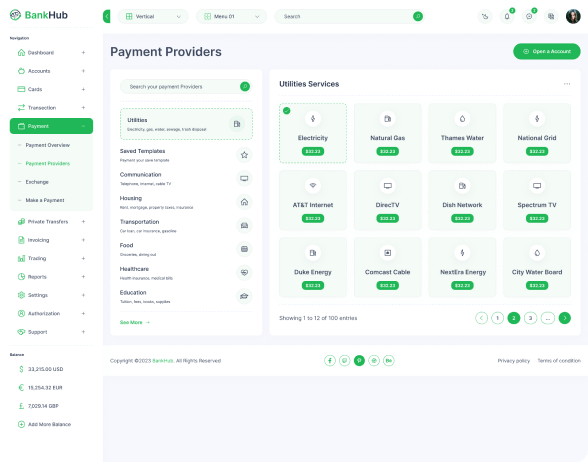 BankHub
Navigation
Dashboard
Accounts
Cards
Transaction
Payment
Payment Overview
Payment Providers
Exchange
Make a Payment
Private Transfers
Invoicing
Trading
Reports
Settings
Authorization
Support
Balance
33,215.00 USD
15,254.32 EUR
7,029.14 GBP
Add More Balance
Vertical
Menu 01
Search
Payment Providers
Open a Account
Search your payment Providers
Utilities
Electricity, gas, water, sewage, trash disposal
Saved Templates
Payment your save template
Communication
Telephone, internet, cable TV
Housing
Rent, mortgage, property taxes, insurance
Transportation
Car loan, car insurance, gasoline
Food
Groceries, dining out
Healthcare
Health insurance, medical bills
Education
Tuition, fees, books, supplies
See More
Utilities Services
...
Electricity
$32.23
Natural Gas
$32.23
Thames Water
$32.23
National Grid
$32.23
AT&T Internet
$32.23
DirecTV
$32.23
Dish Network
$32.23
Spectrum TV
$32.23
Duke Energy
$32.23
Comcast Cable
$32.23
NextEra Energy
$32.23
City Water Board
$32.23
Showing 1 to 12 of 100 entries
1 2 3 ...
Copyright ©2023 BankHub. All Rights Reserved
Privacy policy
Terms of condition